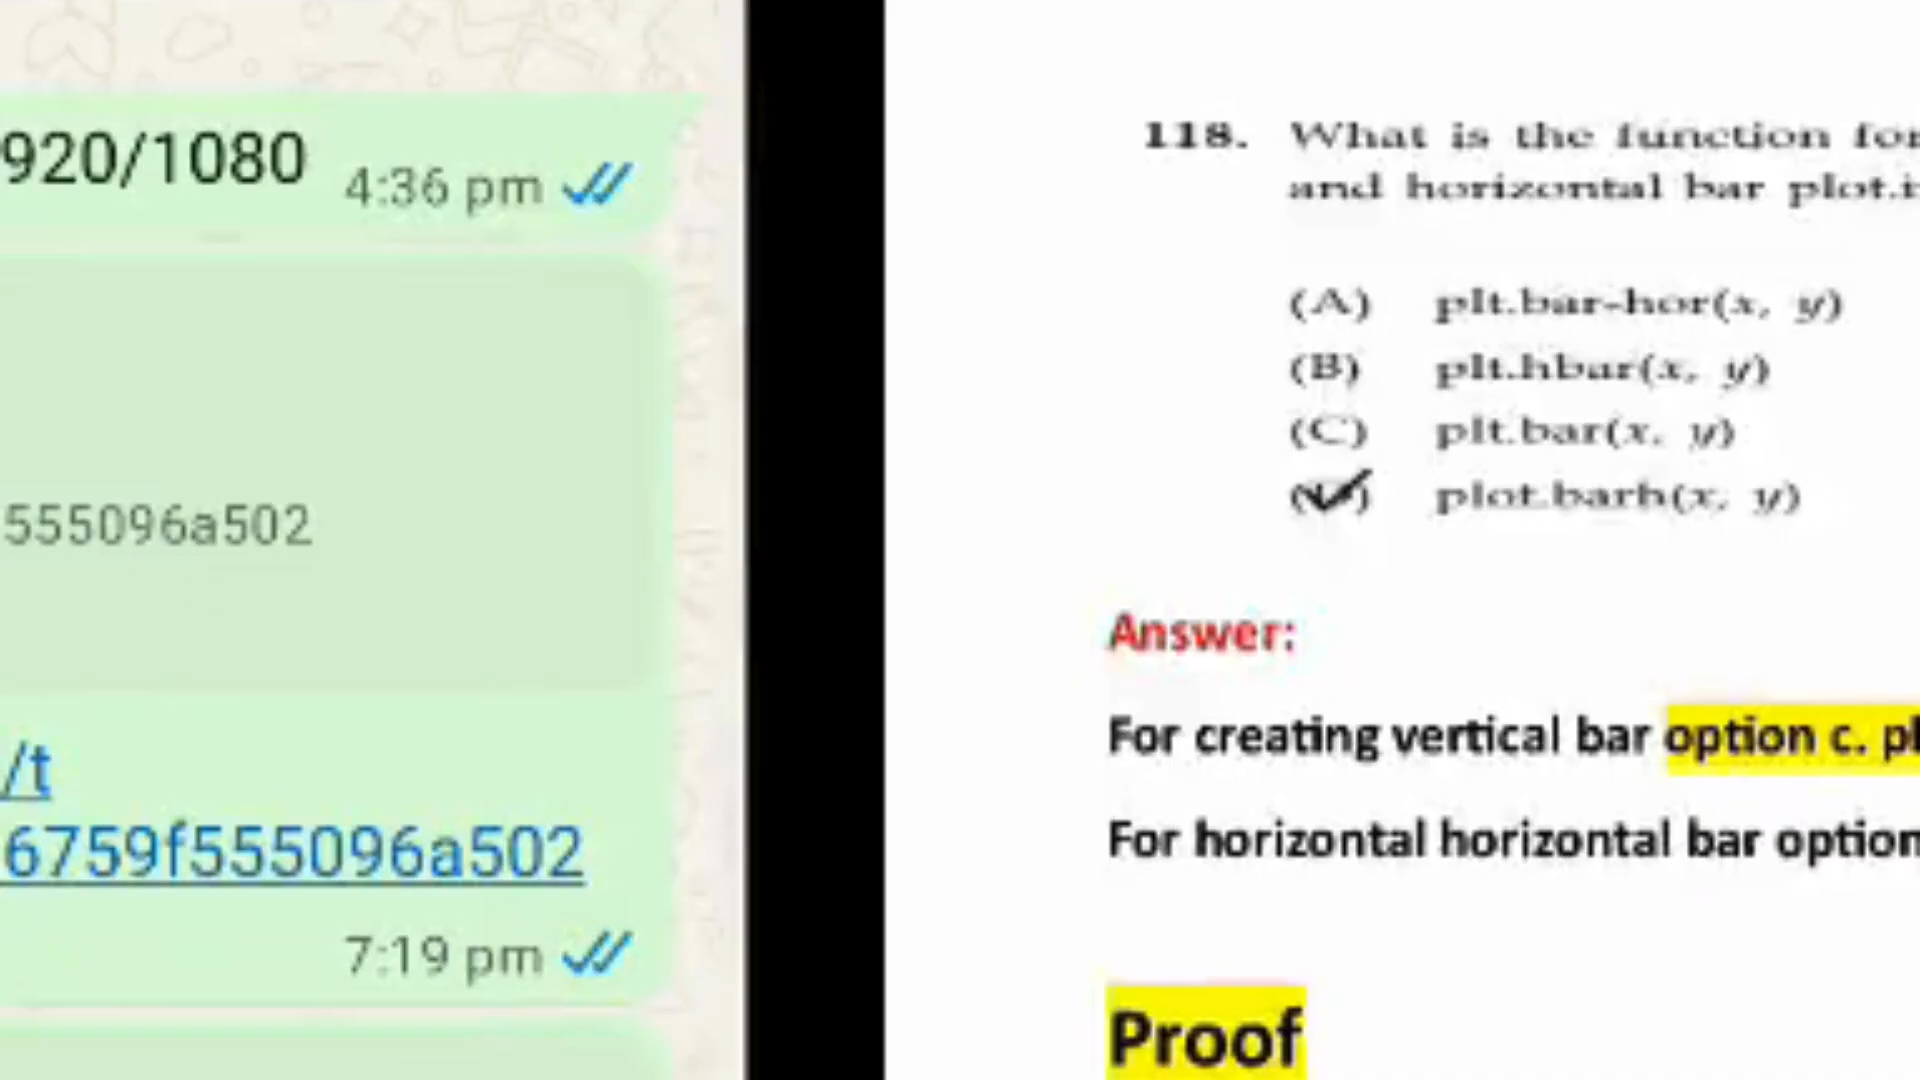 920/1080
4:36 pm
555096a502
/t
6759f555096a502
7:19 pm
118. What is the function for
and horizontal bar plot.i
(A) plt.bar-hor(x, y)
(B) plt.hbar(x, y)
(C) plt.bar(x, y)
(D) plot.barh(x, y)
Answer:
For creating vertical bar option c. pl
For horizontal horizontal bar option
Proof